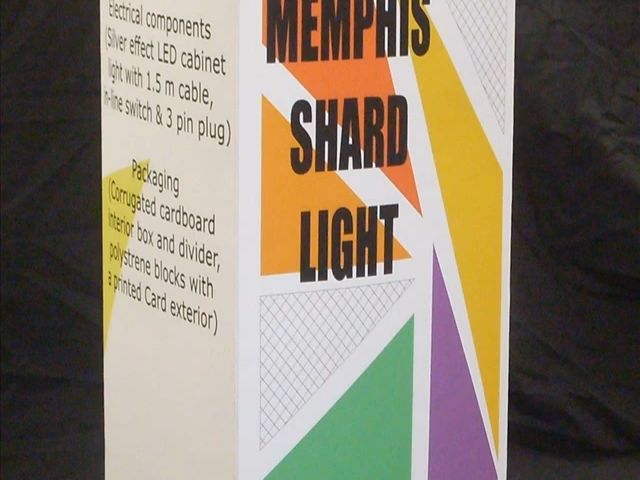 Electrical components
(Silver effect LED cabinet
light with 1.5 m cable,
in-line switch & 3 pin plug)
Packaging
(Corrugated cardboard
interior box and divider,
polystrene blocks with
a printed Card exterior)
MEMPHIS
SHARD
LIGHT